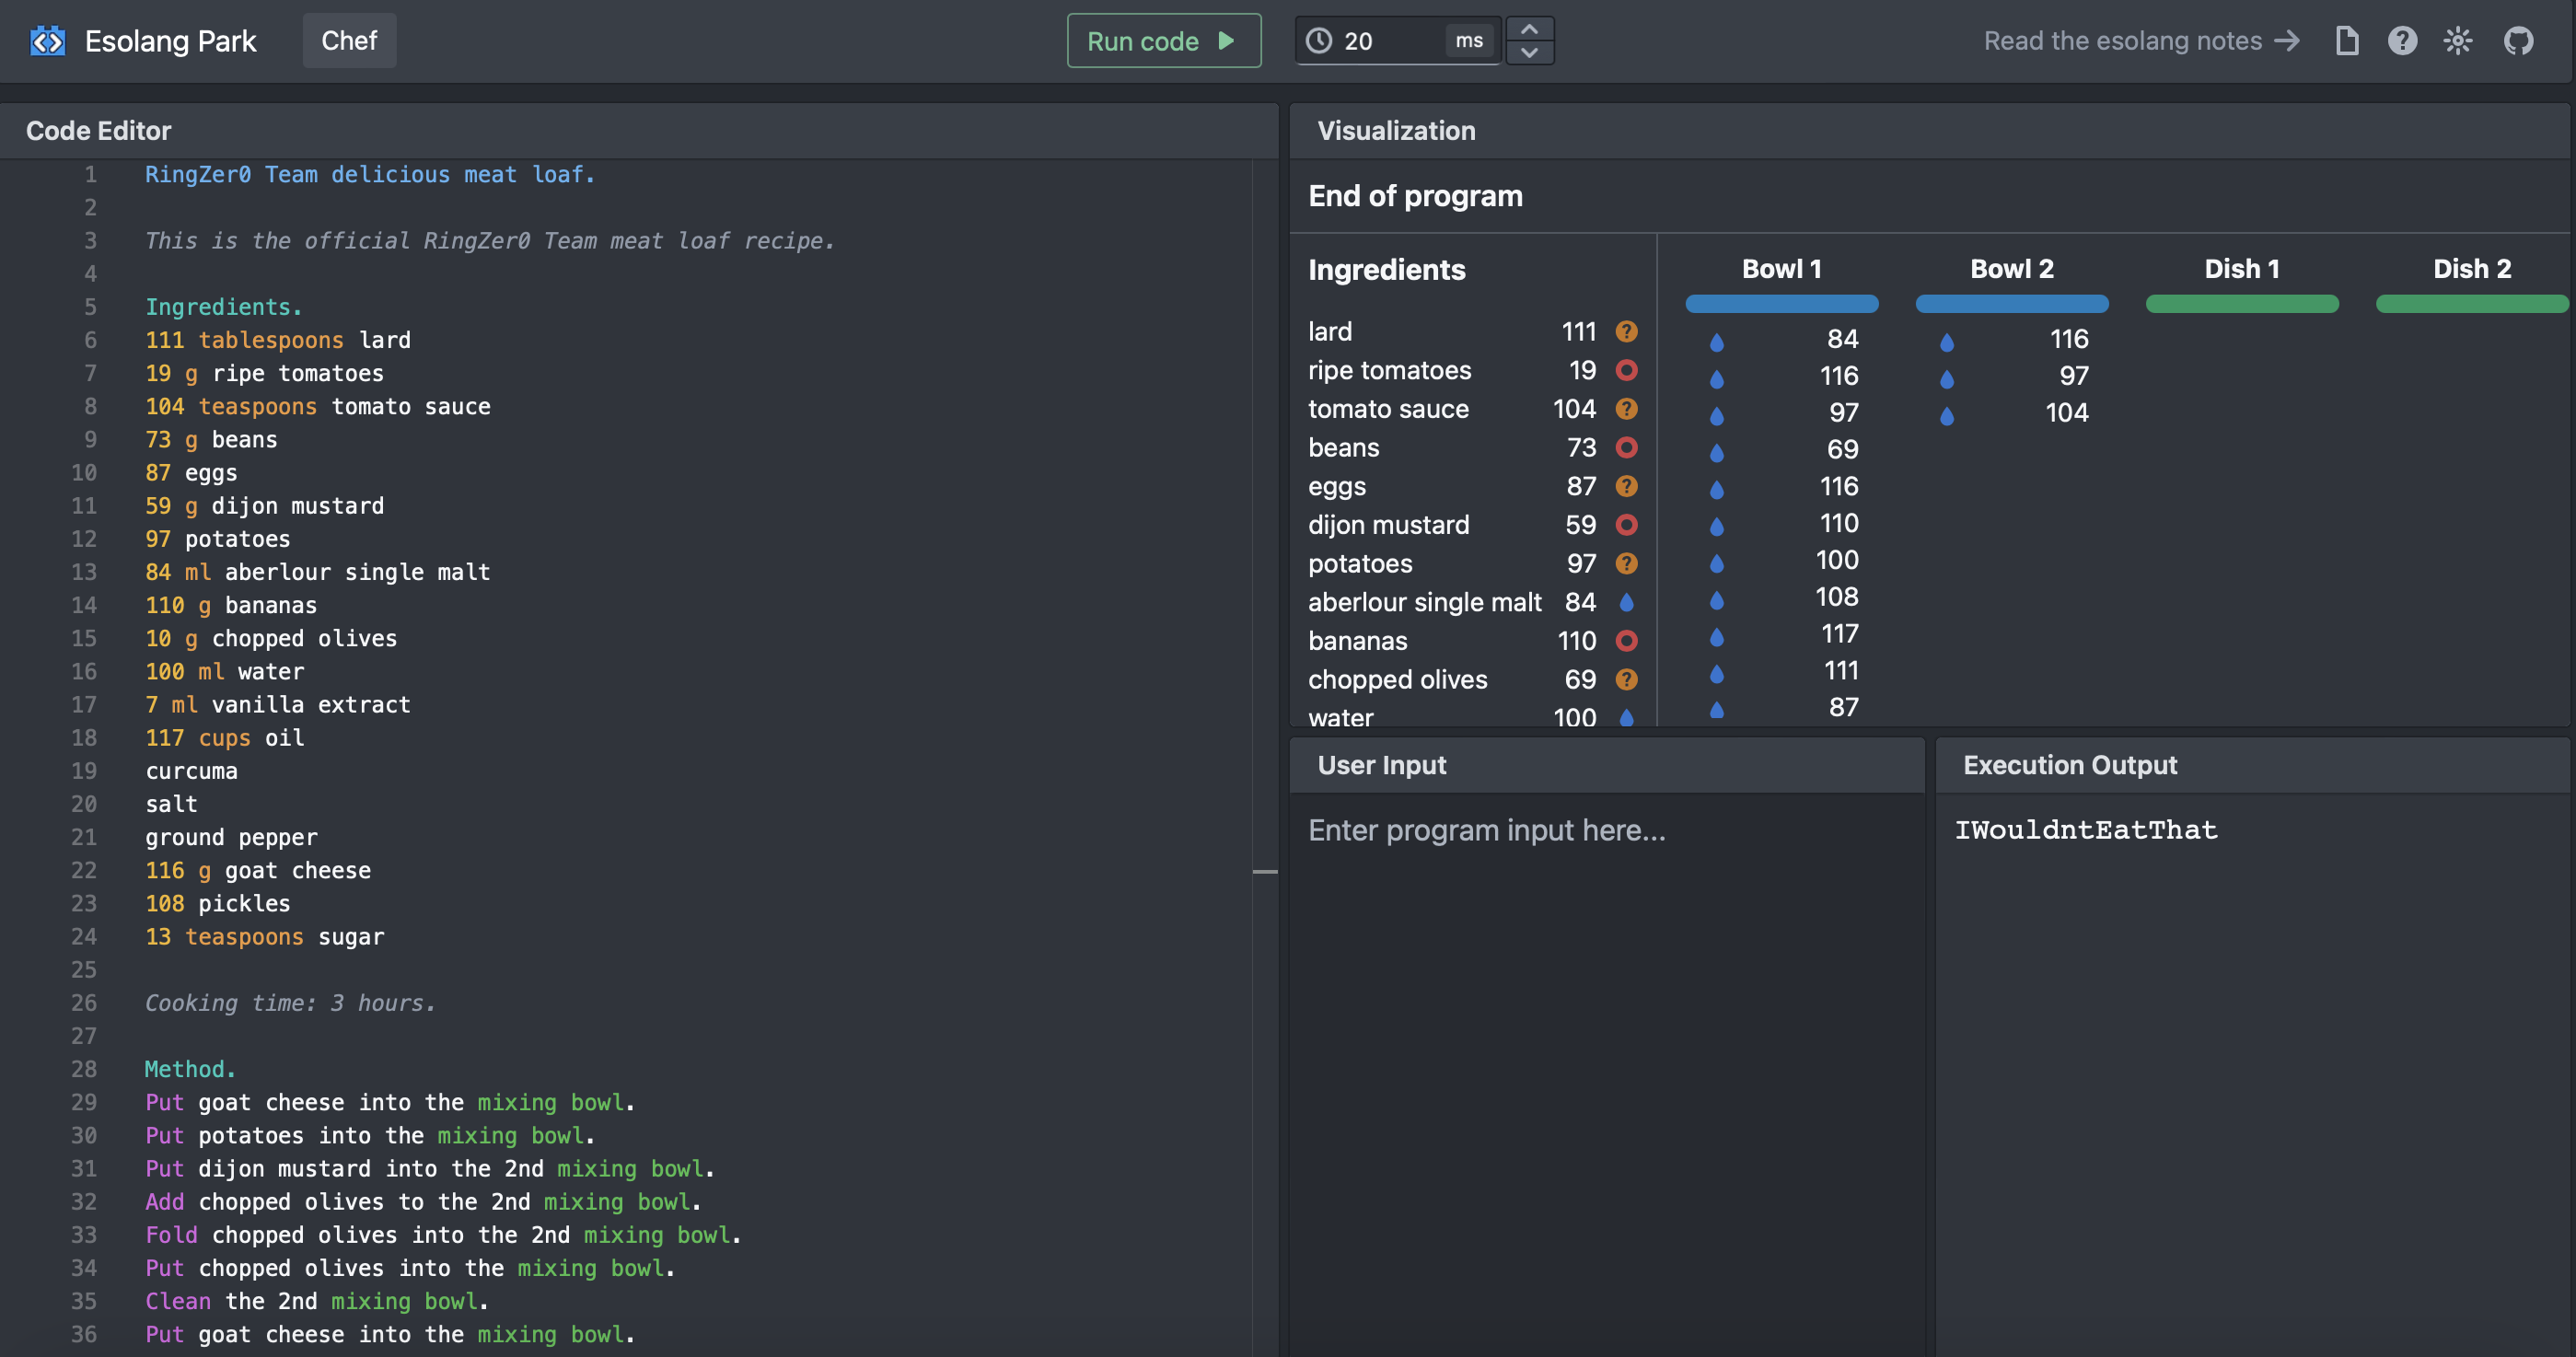 Esolang Park
Chef
Run code
20 ms
Read the esolang notes
Code Editor
1 RingZer0 Team delicious meat loaf.
2
3 This is the official RingZer0 Team meat loaf recipe.
4
5 Ingredients.
6 111 tablespoons lard
7 19 g ripe tomatoes
8 104 teaspoons tomato sauce
9 73 g beans
10 87 eggs
11 59 g dijon mustard
12 97 potatoes
13 84 ml aberlour single malt
14 110 g bananas
15 10 g chopped olives
16 100 ml water
17 7 ml vanilla extract
18 117 cups oil
19 curcuma
20 salt
21 ground pepper
22 116 g goat cheese
23 108 pickles
24 13 teaspoons sugar
25
26 Cooking time: 3 hours.
27
28 Method.
29 Put goat cheese into the mixing bowl.
30 Put potatoes into the mixing bowl.
31 Put dijon mustard into the 2nd mixing bowl.
32 Add chopped olives to the 2nd mixing bowl.
33 Fold chopped olives into the 2nd mixing bowl.
34 Put chopped olives into the mixing bowl.
35 Clean the 2nd mixing bowl.
36 Put goat cheese into the mixing bowl.
Visualization
End of program
Ingredients
lard 111
ripe tomatoes 19
tomato sauce 104
beans 73
eggs 87
dijon mustard 59
potatoes 97
aberlour single malt 84
bananas 110
chopped olives 69
water 100
Bowl 1
84
116
97
69
116
110
100
108
117
111
87
Bowl 2
116
97
104
Dish 1
Dish 2
User Input
Enter program input here...
Execution Output
IWouldntEatThat